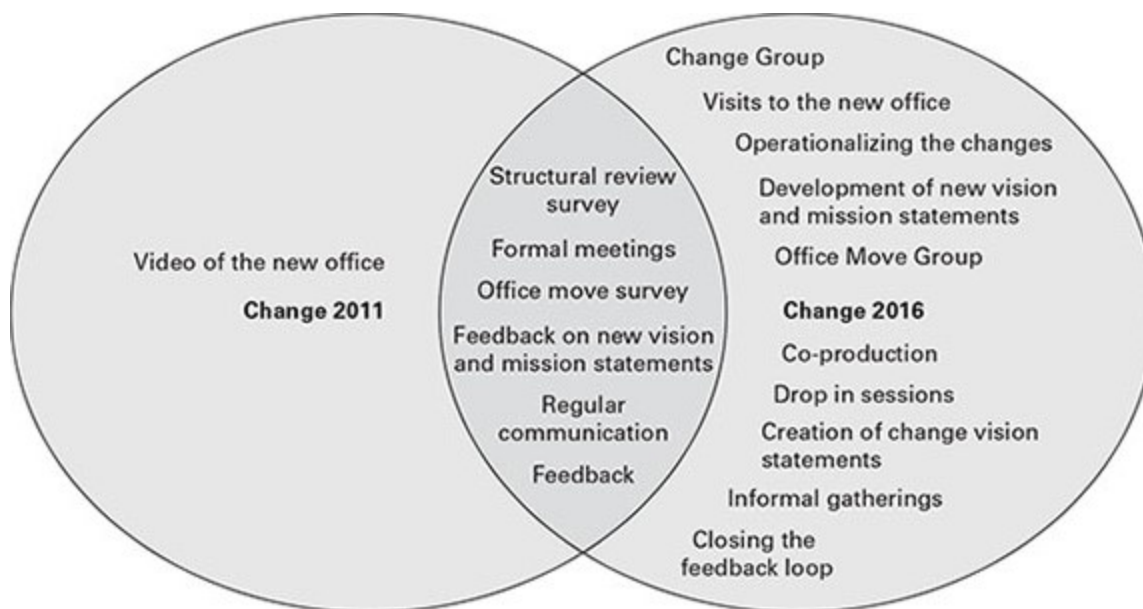 Video of the new office
Change 2011
Structural review
survey
Formal meetings
Office move survey
Feedback on new vision
and mission statements
Regular
communication
Feedback
Change Group
Visits to the new office
Operationalizing the changes
Development of new vision
and mission statements
Office Move Group
Change 2016
Co-production
Drop in sessions
Creation of change vision
statements
Informal gatherings
Closing the
feedback loop